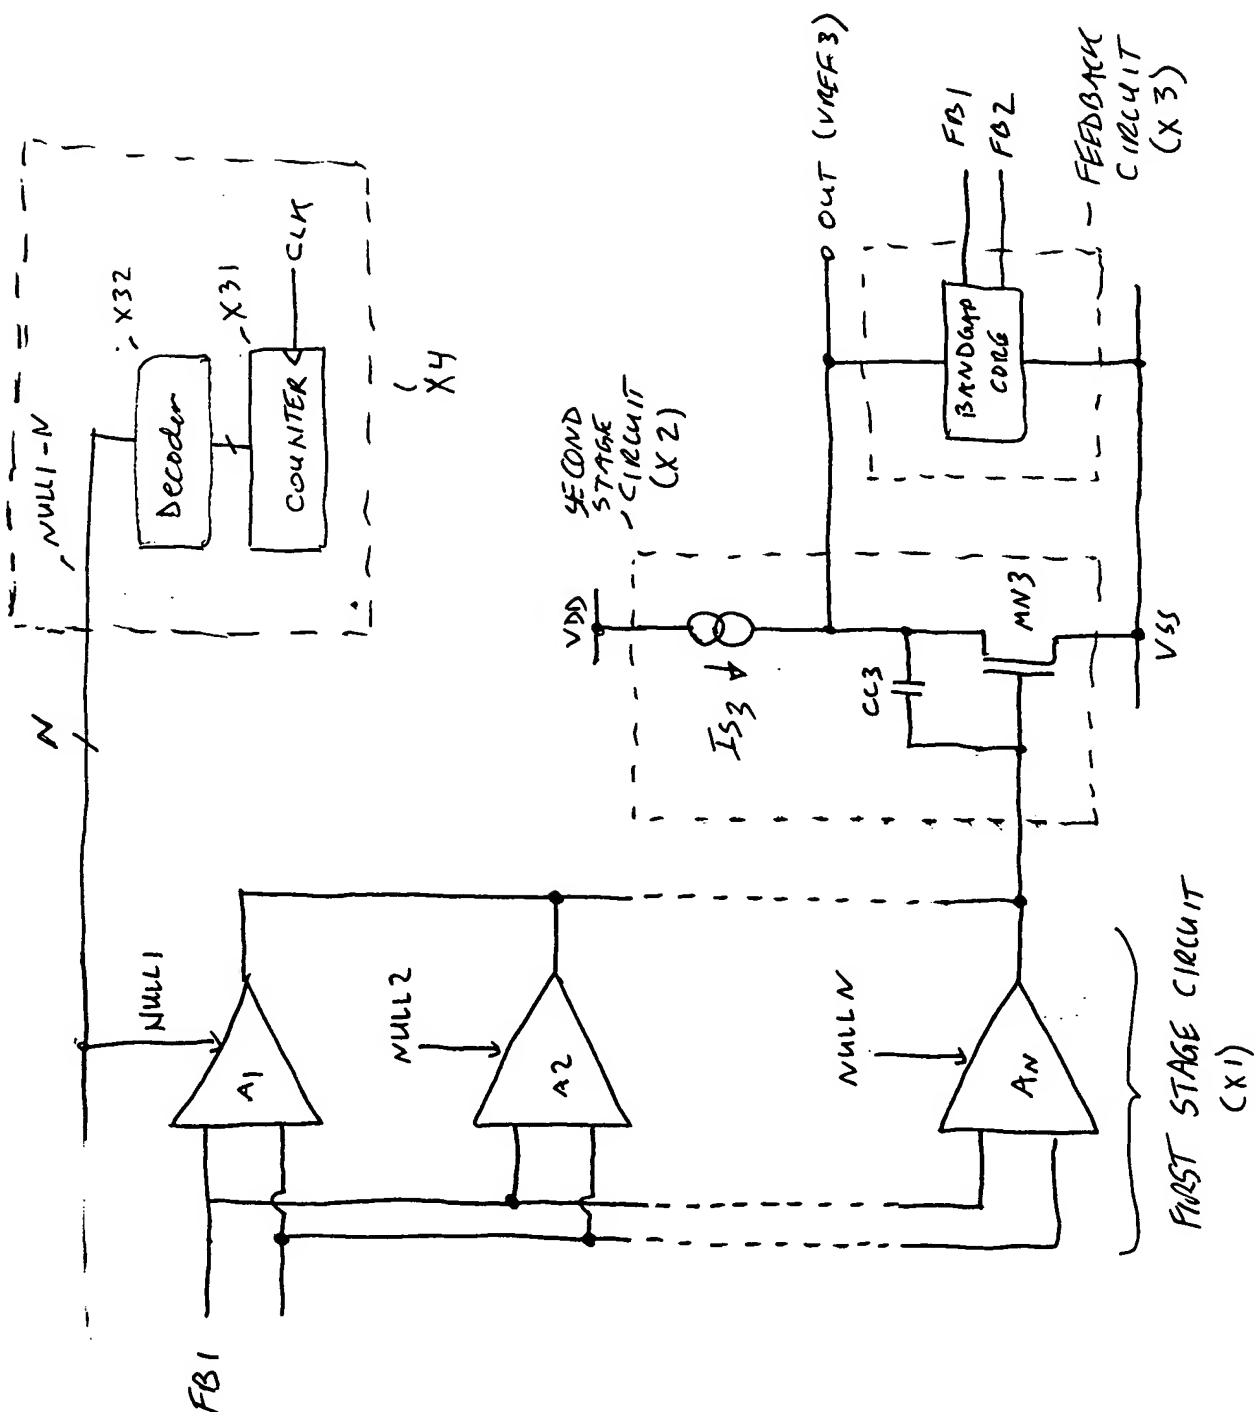 NULL1-N
X32
Decoder
X31
COUNTER
CLK
X4
N
NULL1
A1
NULL2
A2
NULLN
AN
FB1
FIRST STAGE CIRCUIT
(X1)
SECOND
STAGE
CIRCUIT
(X2)
VDD
IS3
CC3
MN3
VSS
OUT (VREF3)
BANDGAP
CORE
FB1
FB2
FEEDBACK
CIRCUIT
(X3)